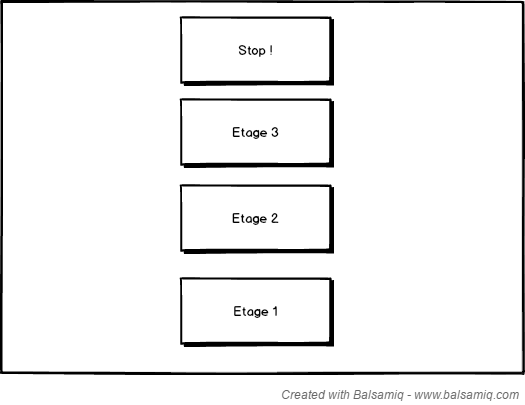 Stop !
Etage 3
Etage 2
Etage 1
Created with Balsamiq - www.balsamiq.com